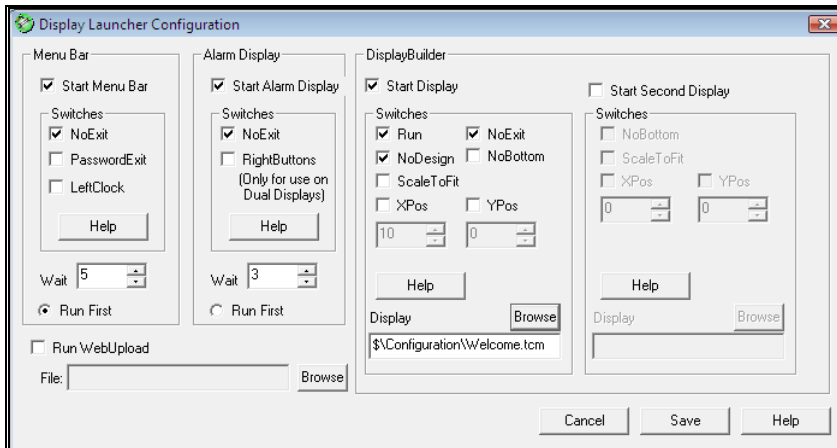 Display Launcher Configuration
Menu Bar
Start Menu Bar
Switches
NoExit
PasswordExit
LeftClock
Help
Wait 5
Run First
Alarm Display
Start Alarm Display
Switches
NoExit
RightButtons
(Only for use on
Dual Displays)
Help
Wait 3
Run First
Run WebUpload
File: Browse
DisplayBuilder
Start Display
Switches
Run NoExit
NoDesign NoBottom
ScaleToFit
XPos YPos
10 0
Help
Display Browse
$\Configuration\Welcome.tcm
Start Second Display
Switches
NoBottom
ScaleToFit
XPos YPos
0 0
Help
Display Browse
Cancel Save Help